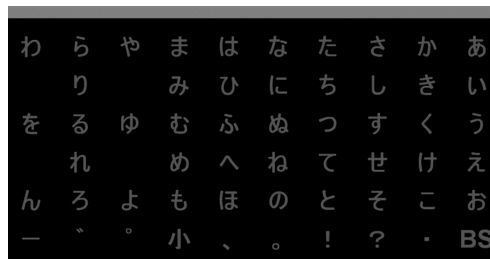 わ ら や ま は な た さ か あ
り み ひ に ち し き い
を る ゆ む ふ ぬ つ す く う
れ め へ ね て せ け え
ん ろ よ も ほ の と そ こ お
ー ゛ ゜ 小 、 。 ! ? ・ BS